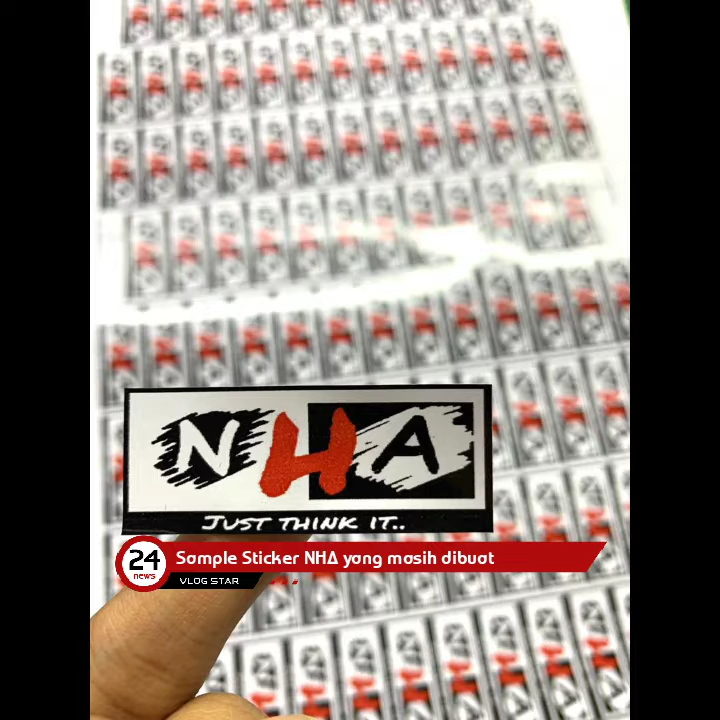 NHA
JUST THINK IT..
24 news
Sample Sticker NHA yang masih dibuat
VLOG STAR